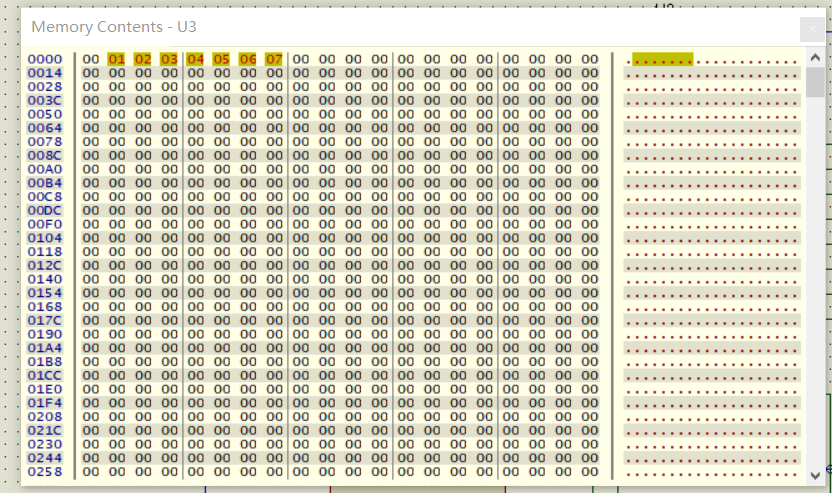 Memory Contents - U3
0000 00 01 02 03 04 05 06 07 00 00 00 00 00 00 00 00 00 00 00 00 ....................
0014 00 00 00 00 00 00 00 00 00 00 00 00 00 00 00 00 00 00 00 00 ....................
0028 00 00 00 00 00 00 00 00 00 00 00 00 00 00 00 00 00 00 00 00 ....................
003C 00 00 00 00 00 00 00 00 00 00 00 00 00 00 00 00 00 00 00 00 ....................
0050 00 00 00 00 00 00 00 00 00 00 00 00 00 00 00 00 00 00 00 00 ....................
0064 00 00 00 00 00 00 00 00 00 00 00 00 00 00 00 00 00 00 00 00 ....................
0078 00 00 00 00 00 00 00 00 00 00 00 00 00 00 00 00 00 00 00 00 ....................
008C 00 00 00 00 00 00 00 00 00 00 00 00 00 00 00 00 00 00 00 00 ....................
00A0 00 00 00 00 00 00 00 00 00 00 00 00 00 00 00 00 00 00 00 00 ....................
00B4 00 00 00 00 00 00 00 00 00 00 00 00 00 00 00 00 00 00 00 00 ....................
00C8 00 00 00 00 00 00 00 00 00 00 00 00 00 00 00 00 00 00 00 00 ....................
00DC 00 00 00 00 00 00 00 00 00 00 00 00 00 00 00 00 00 00 00 00 ....................
00F0 00 00 00 00 00 00 00 00 00 00 00 00 00 00 00 00 00 00 00 00 ....................
0104 00 00 00 00 00 00 00 00 00 00 00 00 00 00 00 00 00 00 00 00 ....................
0118 00 00 00 00 00 00 00 00 00 00 00 00 00 00 00 00 00 00 00 00 ....................
012C 00 00 00 00 00 00 00 00 00 00 00 00 00 00 00 00 00 00 00 00 ....................
0140 00 00 00 00 00 00 00 00 00 00 00 00 00 00 00 00 00 00 00 00 ....................
0154 00 00 00 00 00 00 00 00 00 00 00 00 00 00 00 00 00 00 00 00 ....................
0168 00 00 00 00 00 00 00 00 00 00 00 00 00 00 00 00 00 00 00 00 ....................
017C 00 00 00 00 00 00 00 00 00 00 00 00 00 00 00 00 00 00 00 00 ....................
0190 00 00 00 00 00 00 00 00 00 00 00 00 00 00 00 00 00 00 00 00 ....................
01A4 00 00 00 00 00 00 00 00 00 00 00 00 00 00 00 00 00 00 00 00 ....................
01B8 00 00 00 00 00 00 00 00 00 00 00 00 00 00 00 00 00 00 00 00 ....................
01CC 00 00 00 00 00 00 00 00 00 00 00 00 00 00 00 00 00 00 00 00 ....................
01E0 00 00 00 00 00 00 00 00 00 00 00 00 00 00 00 00 00 00 00 00 ....................
01F4 00 00 00 00 00 00 00 00 00 00 00 00 00 00 00 00 00 00 00 00 ....................
0208 00 00 00 00 00 00 00 00 00 00 00 00 00 00 00 00 00 00 00 00 ....................
021C 00 00 00 00 00 00 00 00 00 00 00 00 00 00 00 00 00 00 00 00 ....................
0230 00 00 00 00 00 00 00 00 00 00 00 00 00 00 00 00 00 00 00 00 ....................
0244 00 00 00 00 00 00 00 00 00 00 00 00 00 00 00 00 00 00 00 00 ....................
0258 00 00 00 00 00 00 00 00 00 00 00 00 00 00 00 00 00 00 00 00 ....................